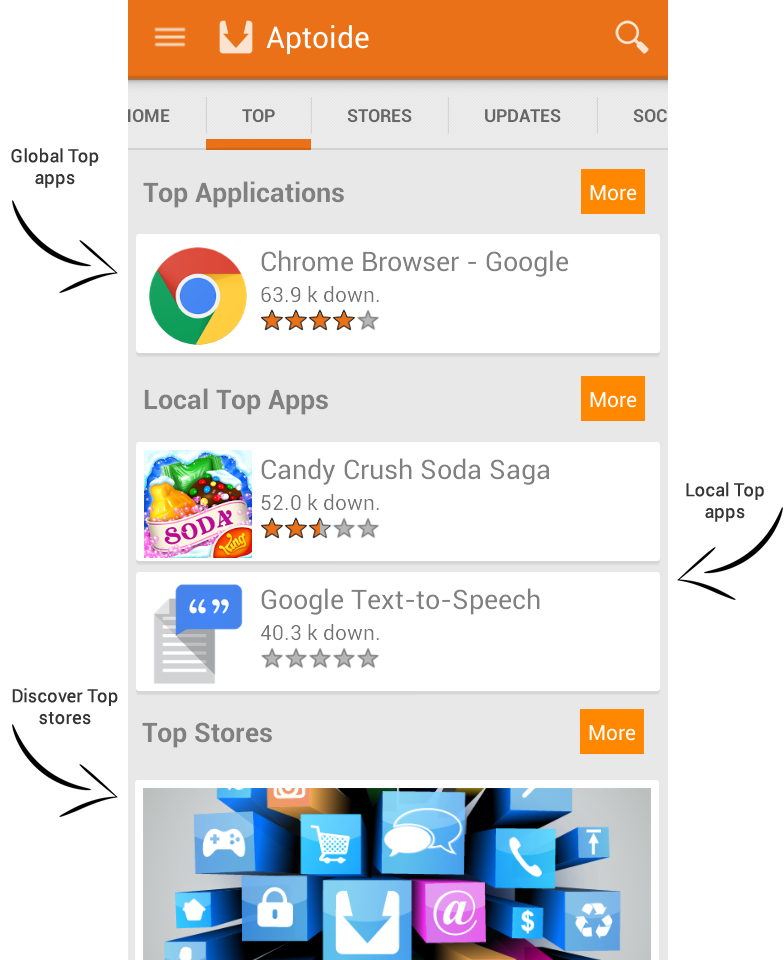 Aptoide
IOME
TOP
STORES
UPDATES
SOC
Global Top
apps
Top Applications
More
Chrome Browser - Google
63.9 k down.
Local Top Apps
More
Candy Crush Soda Saga
52.0 k down.
SODA
King
Local Top
apps
Google Text-to-Speech
40.3 k down.
Discover Top
stores
Top Stores
More
@
$